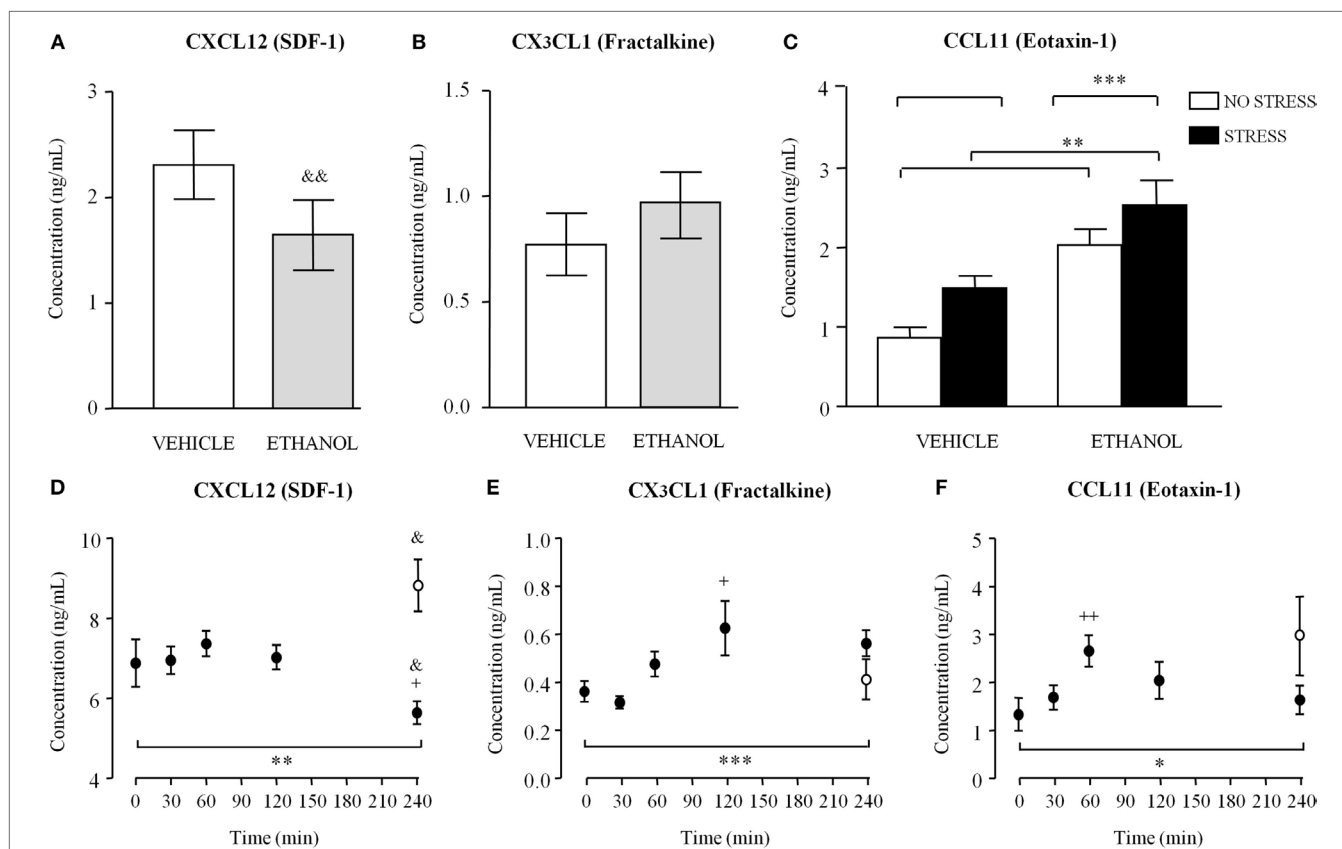 A CXCL12 (SDF-1)
Concentration (ng/mL)
3
2
1
0
&&
VEHICLE ETHANOL
B CX3CL1 (Fractalkine)
Concentration (ng/mL)
1.5
1.0
0.5
0.0
VEHICLE ETHANOL
C CCL11 (Eotaxin-1)
Concentration (ng/mL)
4
3
2
1
0
***
**
NO STRESS
STRESS
VEHICLE ETHANOL
D CXCL12 (SDF-1)
Concentration (ng/mL)
10
8
6
4
&
&
+
**
0 30 60 90 120 150 180 210 240
Time (min)
E CX3CL1 (Fractalkine)
Concentration (ng/mL)
1.0
0.8
0.6
0.4
0.2
0.0
+
***
0 30 60 90 120 150 180 210 240
Time (min)
F CCL11 (Eotaxin-1)
Concentration (ng/mL)
5
4
3
2
1
0
++
*
0 30 60 90 120 150 180 210 240
Time (min)